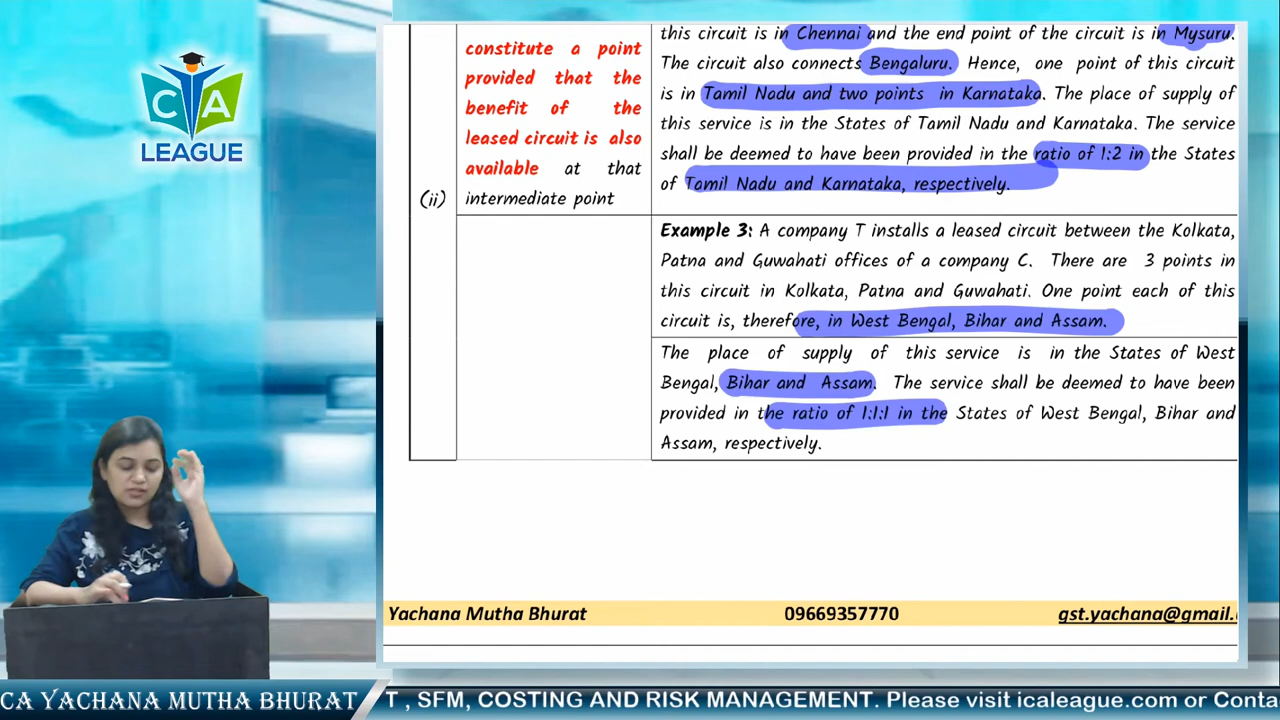 CA
LEAGUE
constitute a point
provided that the
benefit of the
leased circuit is also
available at that
intermediate point
(ii)
this circuit is in Chennai and the end point of the circuit is in Mysuru.
The circuit also connects Bengaluru. Hence, one point of this circuit
is in Tamil Nadu and two points in Karnataka. The place of supply of
this service is in the States of Tamil Nadu and Karnataka. The service
shall be deemed to have been provided in the ratio of 1:2 in the States
of Tamil Nadu and Karnataka, respectively.
Example 3: A company T installs a leased circuit between the Kolkata,
Patna and Guwahati offices of a company C. There are 3 points in
this circuit in Kolkata, Patna and Guwahati. One point each of this
circuit is, therefore, in West Bengal, Bihar and Assam.
The place of supply of this service is in the States of West
Bengal, Bihar and Assam. The service shall be deemed to have been
provided in the ratio of 1:1:1 in the States of West Bengal, Bihar and
Assam, respectively.
Yachana Mutha Bhurat 09669357770 gst.yachana@gmail.
CA YACHANA MUTHA BHURAT T , SFM, COSTING AND RISK MANAGEMENT. Please visit icaleague.com or Conta